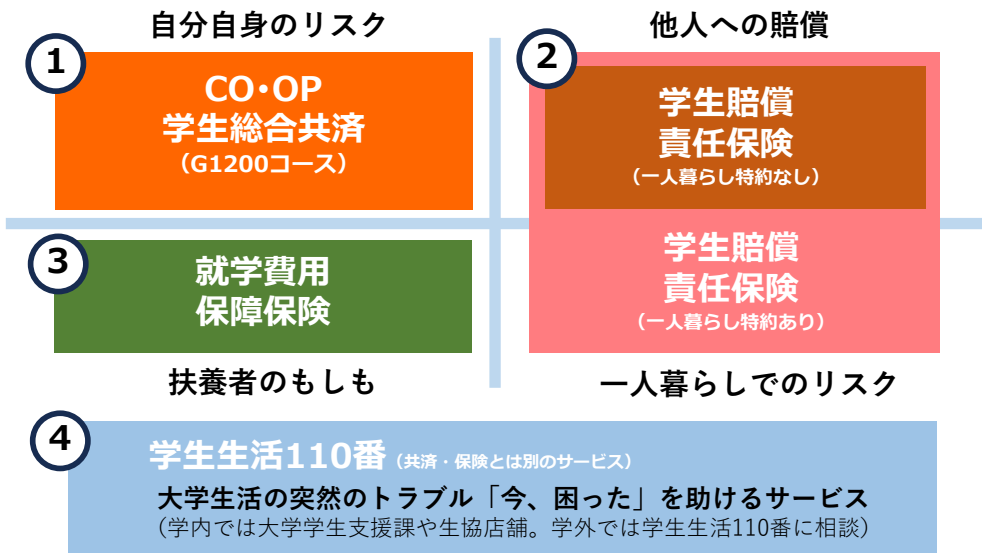 自分自身のリスク
他人への賠償
1
CO・OP
学生総合共済
（G1200コース）
2
学生賠償
責任保険
（一人暮らし特約なし）
3
就学費用
保障保険
学生賠償
責任保険
（一人暮らし特約あり）
扶養者のもしも
一人暮らしでのリスク
4
学生生活110番（共済・保険とは別のサービス）
大学生活の突然のトラブル「今、困った」を助けるサービス
（学内では大学学生支援課や生協店舗。学外では学生生活110番に相談）